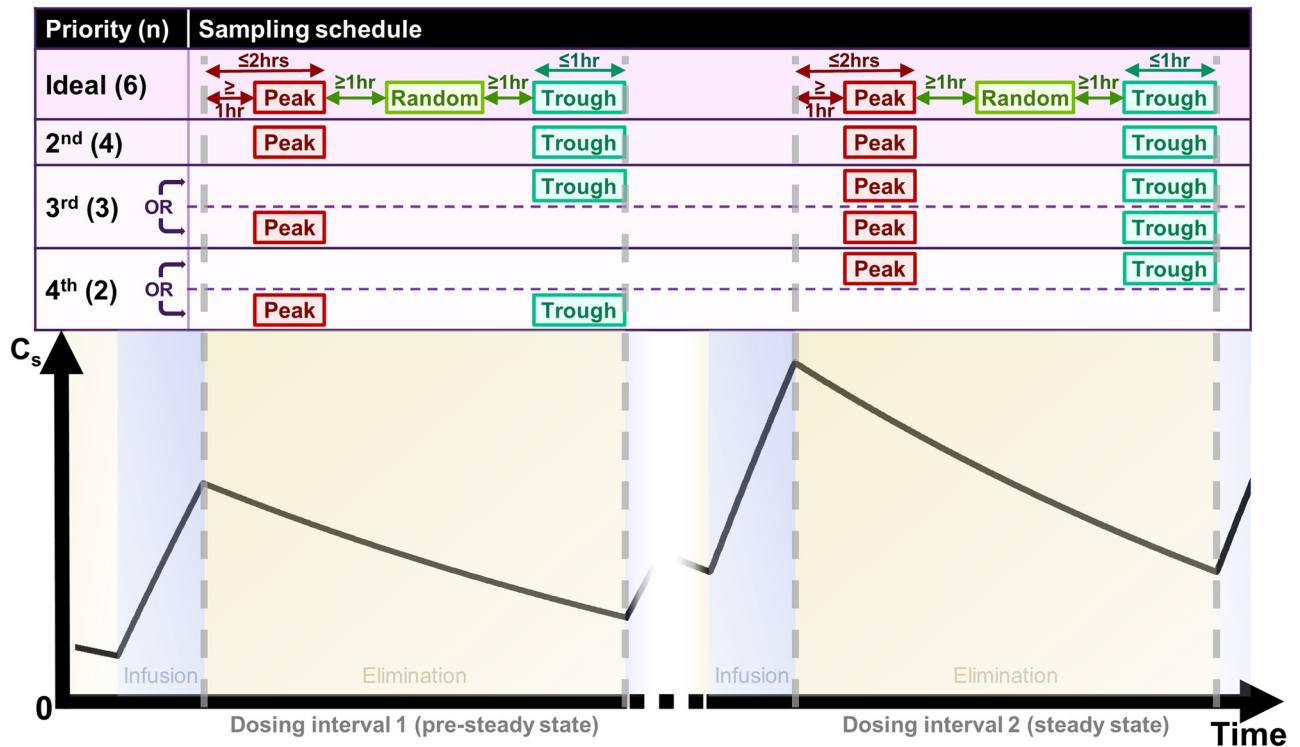 Priority (n) Sampling schedule
≤2hrs ≤1hr ≤2hrs ≤1hr
Ideal (6) ≥ 1hr Peak ≥1hr Random ≥1hr Trough ≥ 1hr Peak ≥1hr Random ≥1hr Trough
2nd (4) Peak Trough Peak Trough
Trough Peak Trough
3rd (3) OR
Peak Peak Trough
Peak Trough
4th (2) OR
Peak Trough
Cs
Infusion Elimination Infusion Elimination
0
Dosing interval 1 (pre-steady state) Dosing interval 2 (steady state)
Time